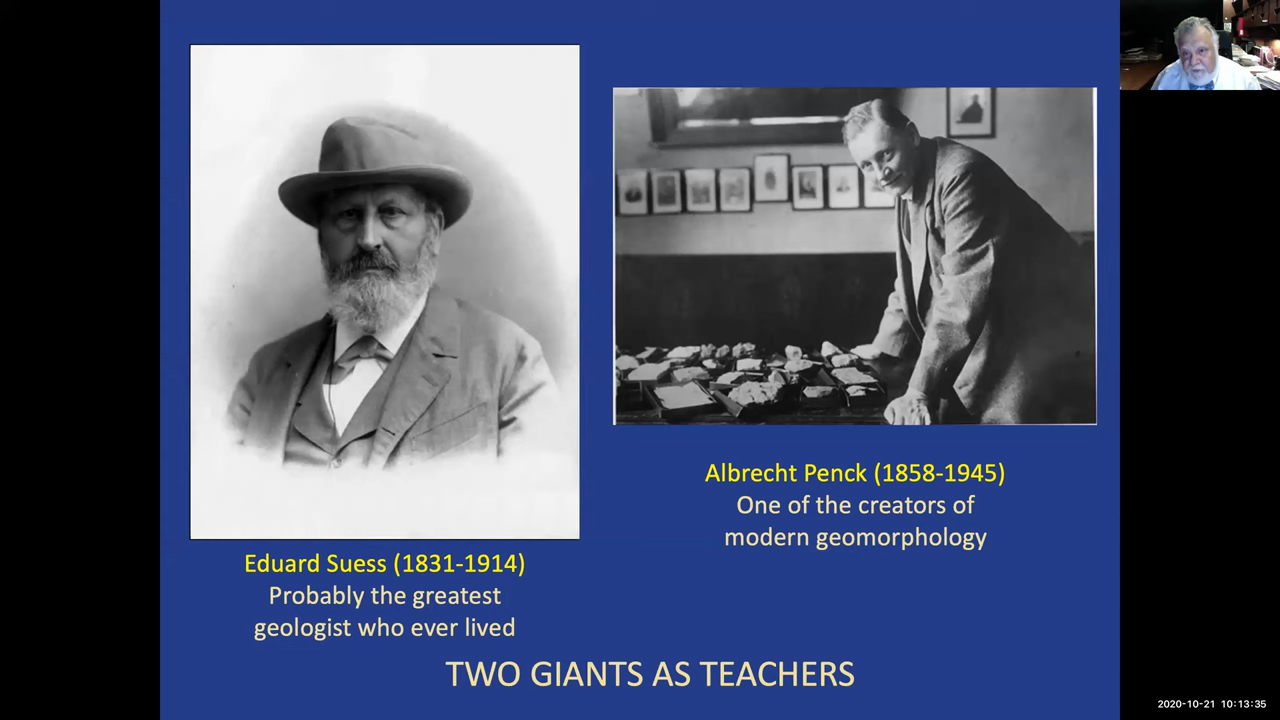 Eduard Suess (1831-1914)
Probably the greatest
geologist who ever lived
Albrecht Penck (1858-1945)
One of the creators of
modern geomorphology
TWO GIANTS AS TEACHERS
2020-10-21 10:13:35